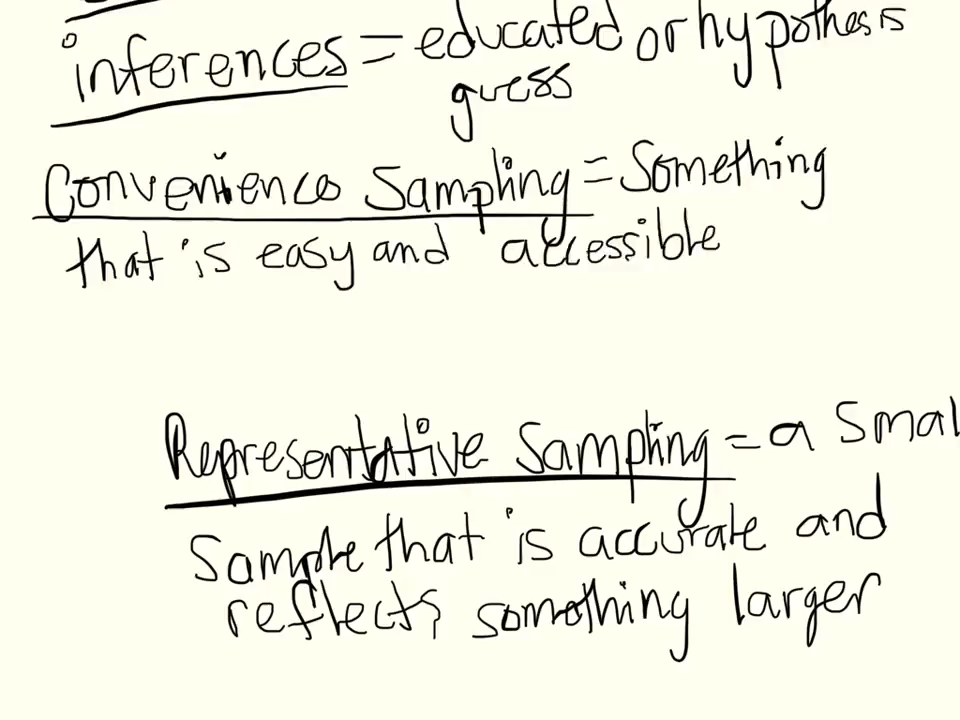 inferences = educated or hypothesis
guess
Convenience Sampling = Something
that is easy and accessible
Representative Sampling = a Smal
Sample that is accurate and
reflects something larger